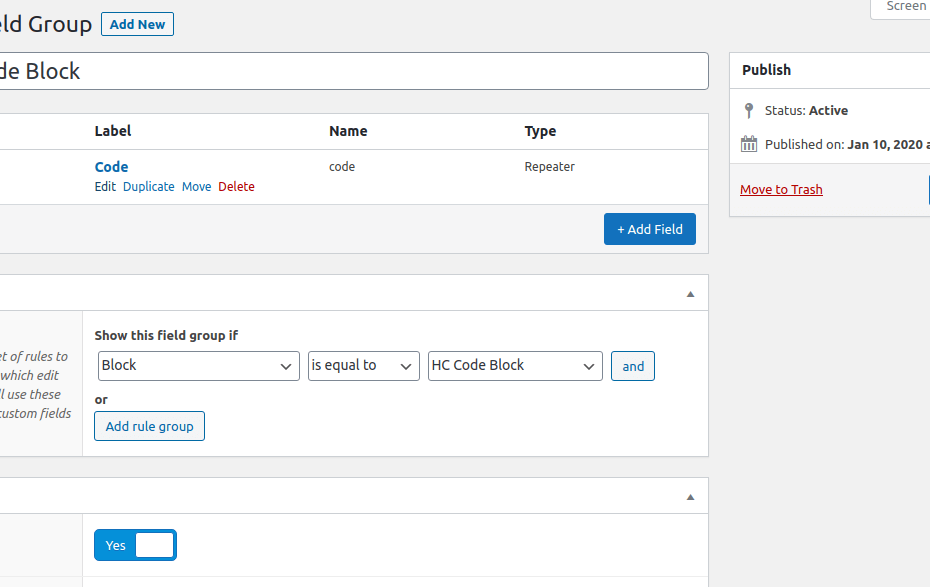 eld Group Add New
Screen
de Block
Publish
Status: Active
Published on: Jan 10, 2020 a
Move to Trash
Label Name Type
Code code Repeater
Edit Duplicate Move Delete
+ Add Field
et of rules to
which edit
ll use these
custom fields
Show this field group if
Block is equal to HC Code Block and
or
Add rule group
Yes